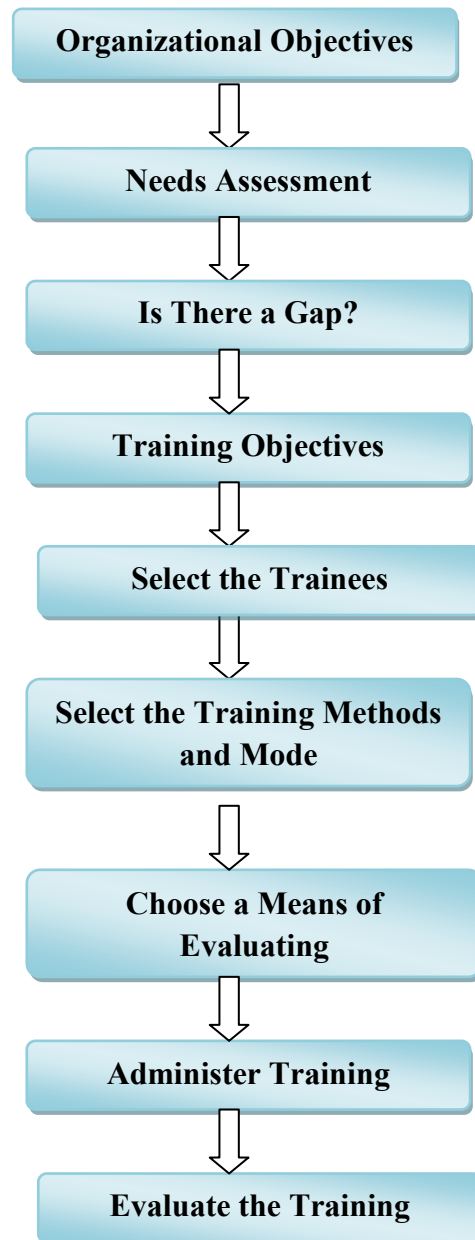 Organizational Objectives
Needs Assessment
Is There a Gap?
Training Objectives
Select the Trainees
Select the Training Methods
and Mode
Choose a Means of
Evaluating
Administer Training
Evaluate the Training